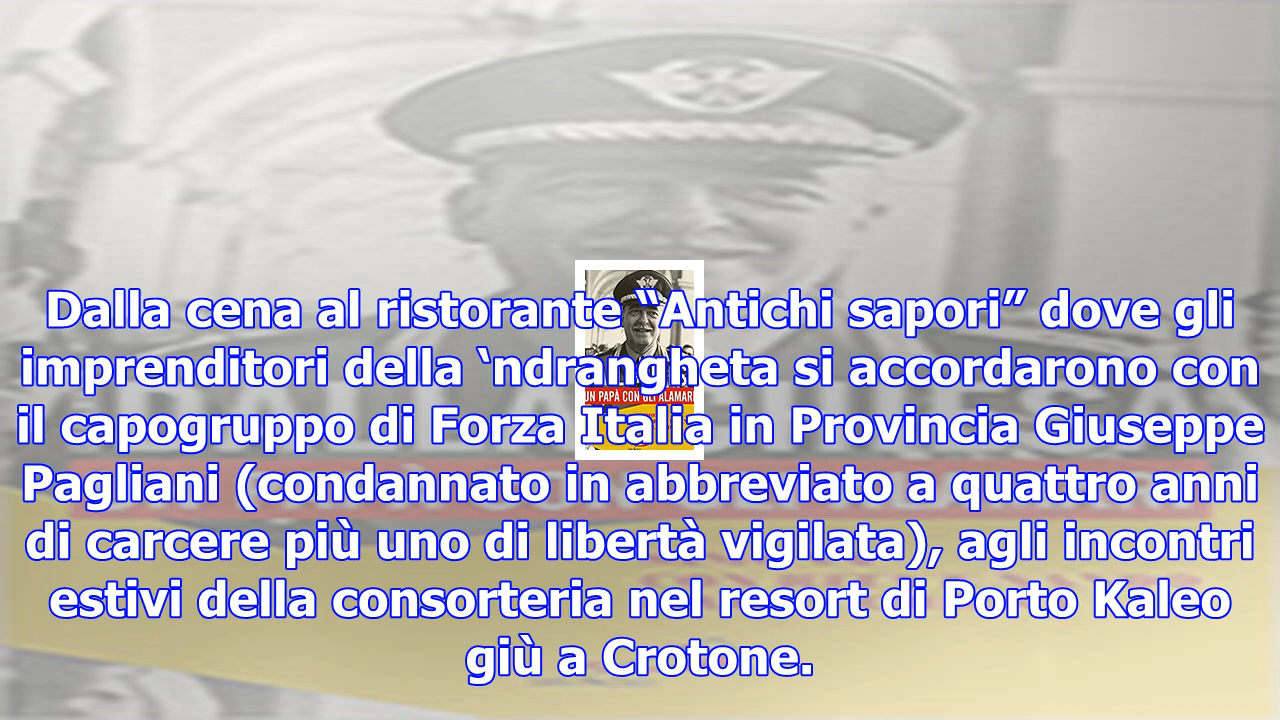 Dalla cena al ristorante “Antichi sapori” dove gli
imprenditori della ‛ndrangheta si accordarono con
il capogruppo di Forza Italia in Provincia Giuseppe
Pagliani (condannato in abbreviato a quattro anni
di carcere più uno di libertà vigilata), agli incontri
estivi della consorteria nel resort di Porto Kaleo
giù a Crotone.
UN PAPÀ CON GLI ALAMARI